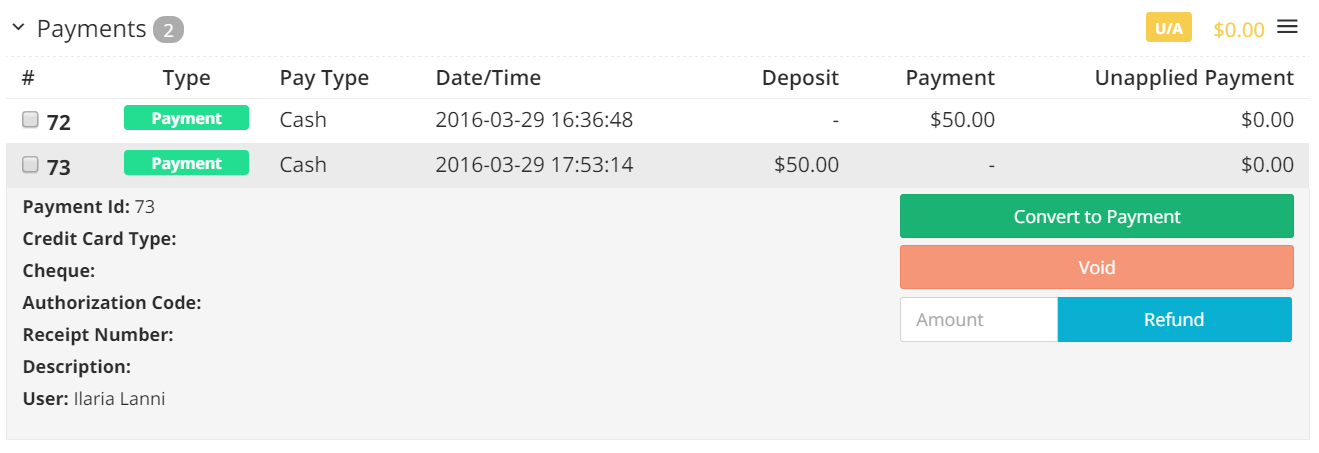 Payments 2 U/A $0.00
# Type Pay Type Date/Time Deposit Payment Unapplied Payment
72 Payment Cash 2016-03-29 16:36:48 - $50.00 $0.00
73 Payment Cash 2016-03-29 17:53:14 $50.00 - $0.00
Payment Id: 73
Credit Card Type:
Cheque:
Authorization Code:
Receipt Number:
Description:
User: Ilaria Lanni
Convert to Payment
Void
Amount Refund